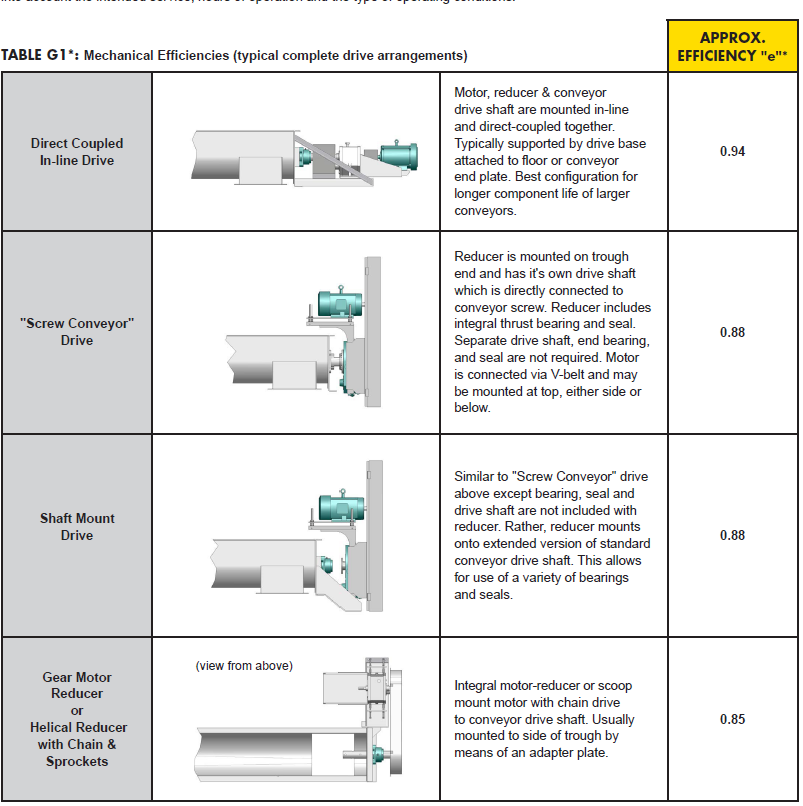 into account the intended service, hours of operation and the type of operating conditions.
APPROX.
TABLE G1*: Mechanical Efficiencies (typical complete drive arrangements)
EFFICIENCY "e"*
Direct Coupled
In-line Drive
Motor, reducer & conveyor
drive shaft are mounted in-line
and direct-coupled together.
Typically supported by drive base
attached to floor or conveyor
end plate. Best configuration for
longer component life of larger
conveyors.
0.94
"Screw Conveyor"
Drive
Reducer is mounted on trough
end and has it's own drive shaft
which is directly connected to
conveyor screw. Reducer includes
integral thrust bearing and seal.
Separate drive shaft, end bearing,
and seal are not required. Motor
is connected via V-belt and may
be mounted at top, either side or
below.
0.88
Shaft Mount
Drive
Similar to "Screw Conveyor" drive
above except bearing, seal and
drive shaft are not included with
reducer. Rather, reducer mounts
onto extended version of standard
conveyor drive shaft. This allows
for use of a variety of bearings
and seals.
0.88
Gear Motor
Reducer
or
Helical Reducer
with Chain &
Sprockets
(view from above)
Integral motor-reducer or scoop
mount motor with chain drive
to conveyor drive shaft. Usually
mounted to side of trough by
means of an adapter plate.
0.85